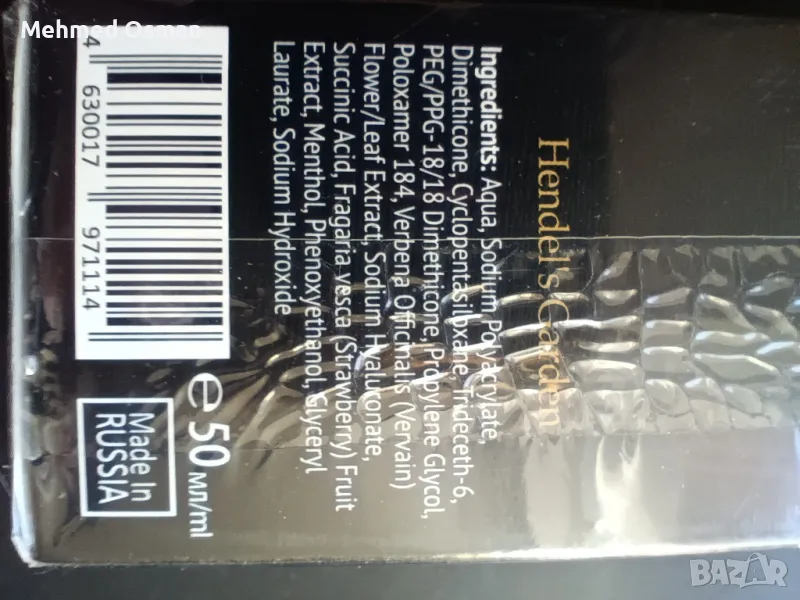 Mehmed Osman
Hendel's Garden
Ingredients: Aqua, Sodium Polyacrylate,
Dimethicone, Cyclopentasiloxane, Trideceth-6,
PEG/PPG-18/18 Dimethicone, Propylene Glycol,
Poloxamer 184, Verbena Officinalis (Vervain)
Flower/Leaf Extract, Sodium Hyaluronate,
Succinic Acid, Fragaria vesca (Strawberry) Fruit
Extract, Menthol, Phenoxyethanol, Glyceryl
Laurate, Sodium Hydroxide
4 630017 971114
e 50 мл/ml
Made In
RUSSIA
BAZAR